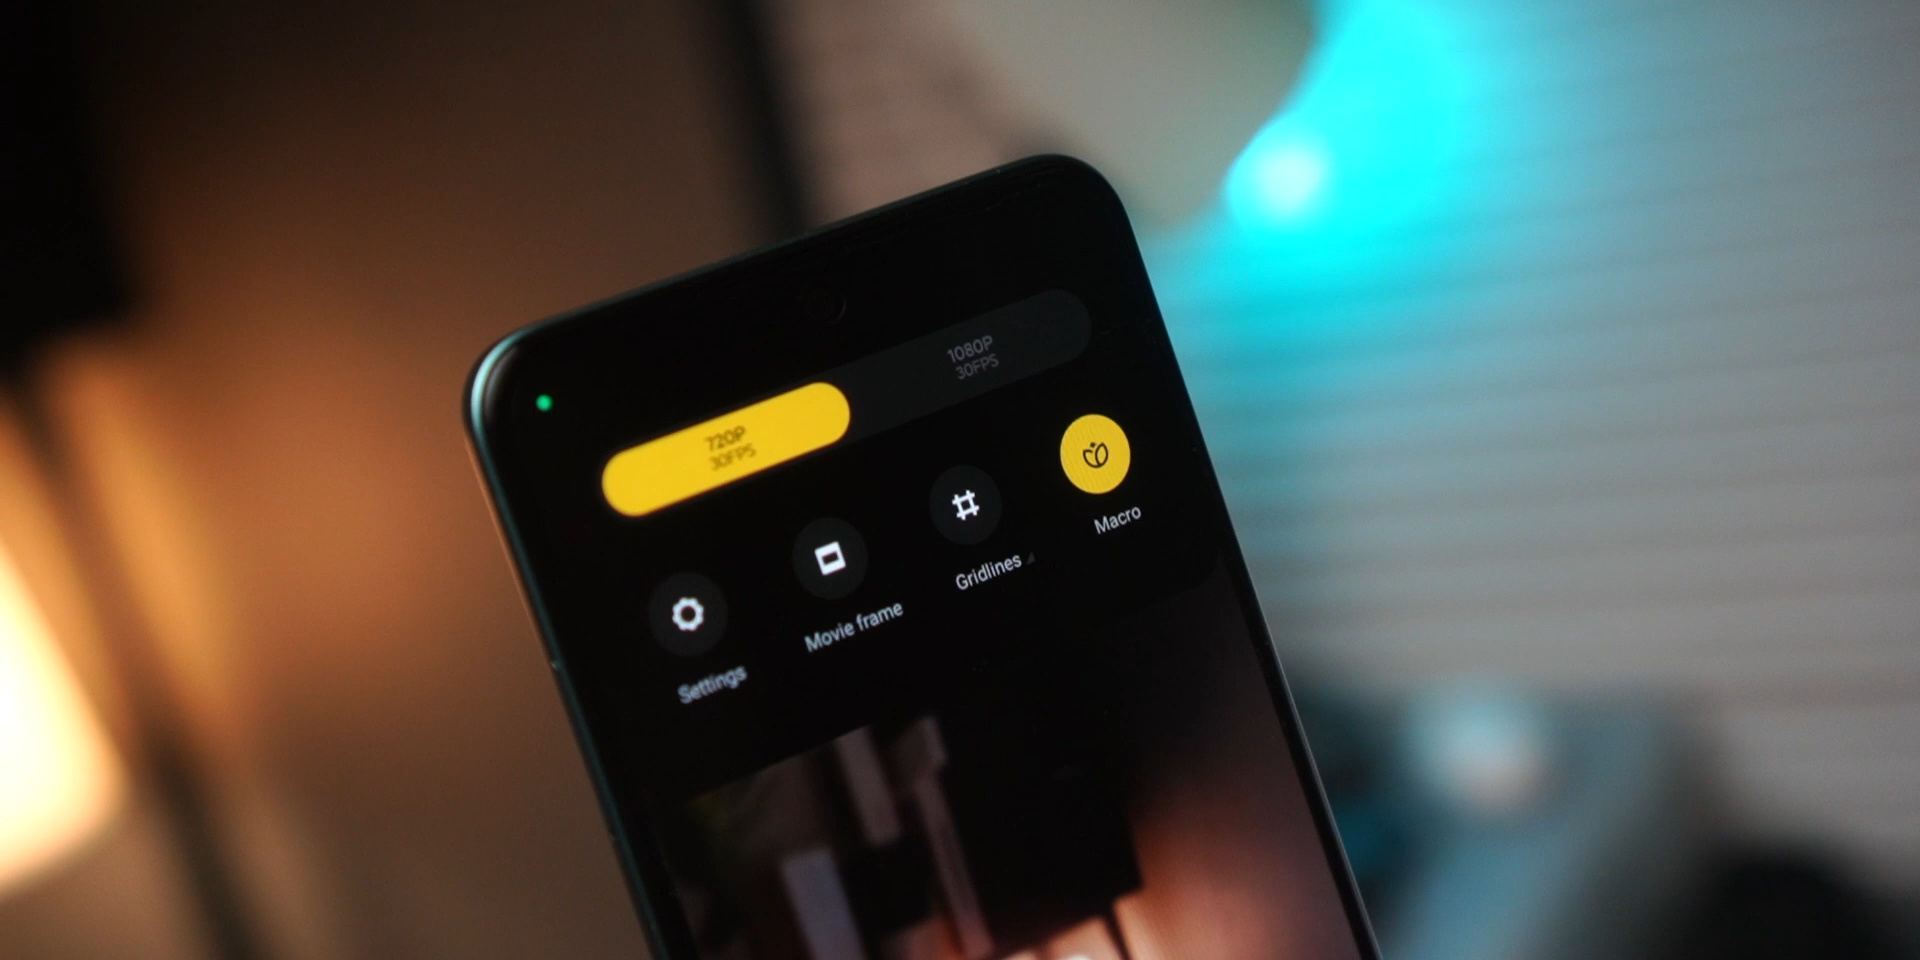 720P
30FPS
1080P
30FPS
Settings
Movie frame
Gridlines
Macro